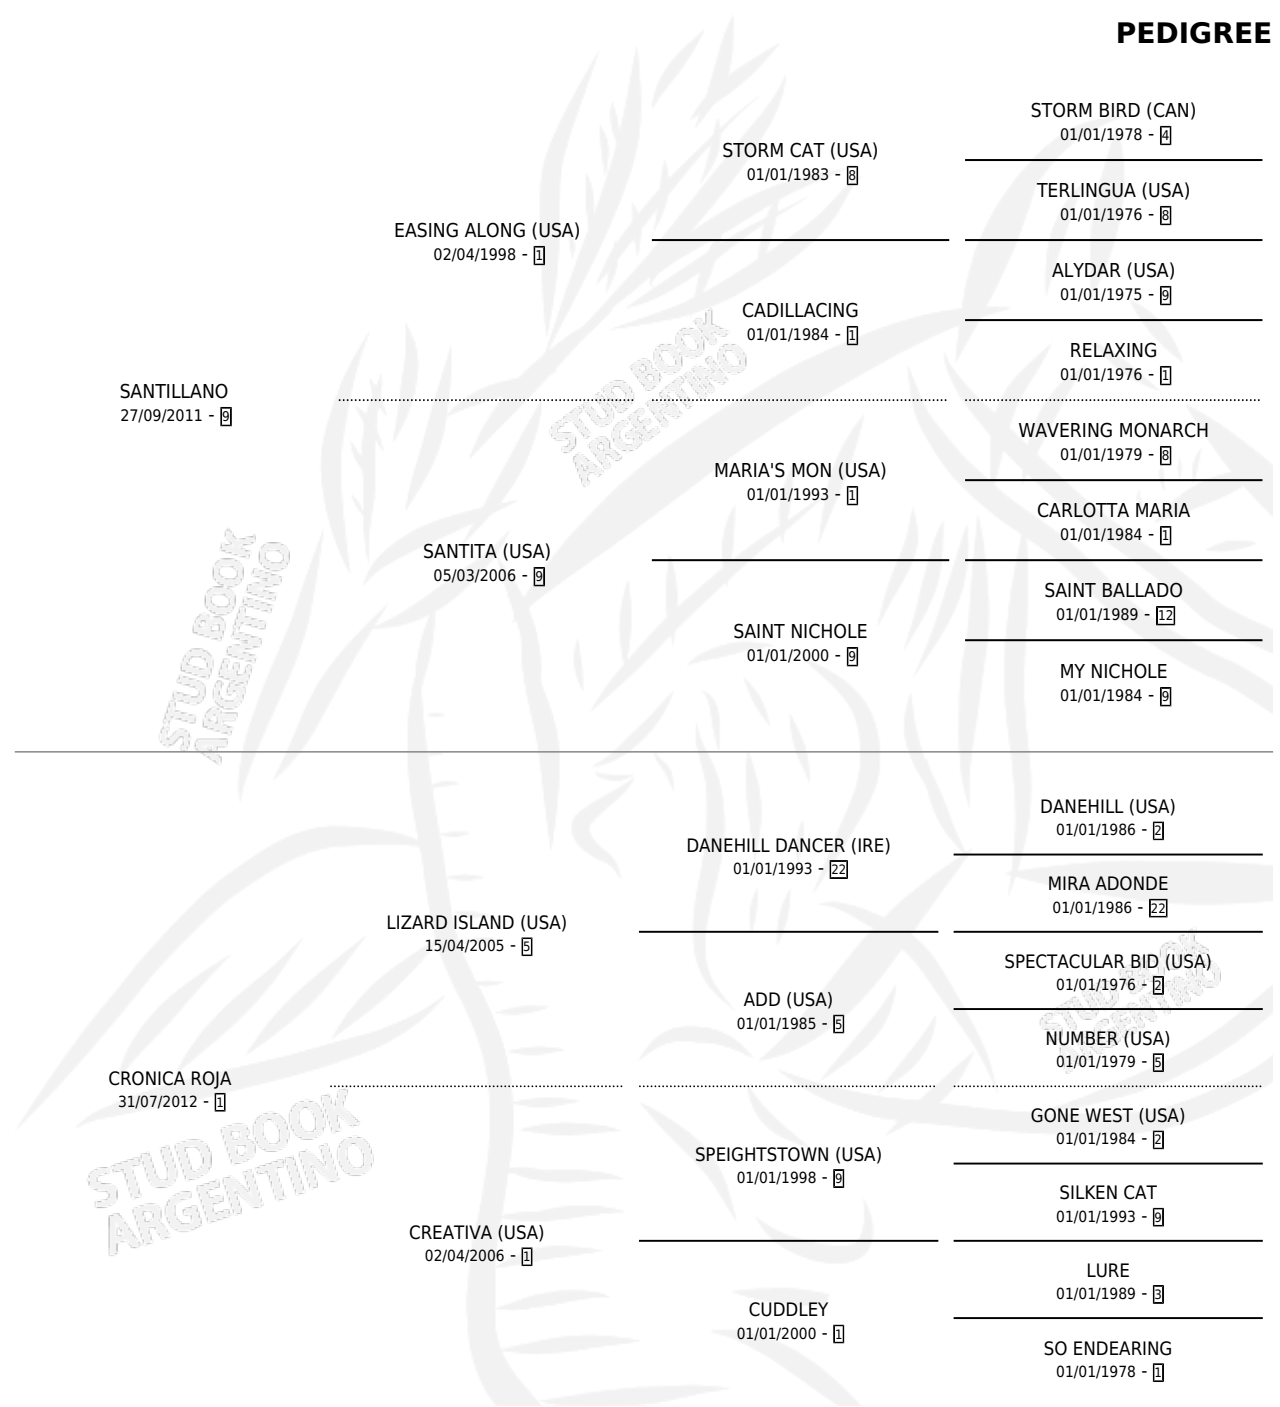 PEDIGREE
STORM BIRD (CAN)
01/01/1978 - 4
STORM CAT (USA)
01/01/1983 - 8
TERLINGUA (USA)
01/01/1976 - 8
EASING ALONG (USA)
02/04/1998 - 1
ALYDAR (USA)
01/01/1975 - 9
CADILLACING
01/01/1984 - 1
RELAXING
01/01/1976 - 1
SANTILLANO
27/09/2011 - 9
STUD BOOK
ARGENTINO
WAVERING MONARCH
01/01/1979 - 8
MARIA'S MON (USA)
01/01/1993 - 1
CARLOTTA MARIA
01/01/1984 - 1
SANTITA (USA)
05/03/2006 - 9
SAINT BALLADO
01/01/1989 - 12
SAINT NICHOLE
01/01/2000 - 9
MY NICHOLE
01/01/1984 - 9
STUD BOOK
ARGENTINO
DANEHILL (USA)
01/01/1986 - 2
DANEHILL DANCER (IRE)
01/01/1993 - 22
MIRA ADONDE
01/01/1986 - 22
LIZARD ISLAND (USA)
15/04/2005 - 5
SPECTACULAR BID (USA)
01/01/1976 - 2
ADD (USA)
01/01/1985 - 5
STUD BOOK
ARGENTINO
NUMBER (USA)
01/01/1979 - 5
CRONICA ROJA
31/07/2012 - 1
GONE WEST (USA)
01/01/1984 - 2
SPEIGHTSTOWN (USA)
01/01/1998 - 9
STUD BOOK
ARGENTINO
SILKEN CAT
01/01/1993 - 9
CREATIVA (USA)
02/04/2006 - 1
LURE
01/01/1989 - 3
CUDDLEY
01/01/2000 - 1
SO ENDEARING
01/01/1978 - 1